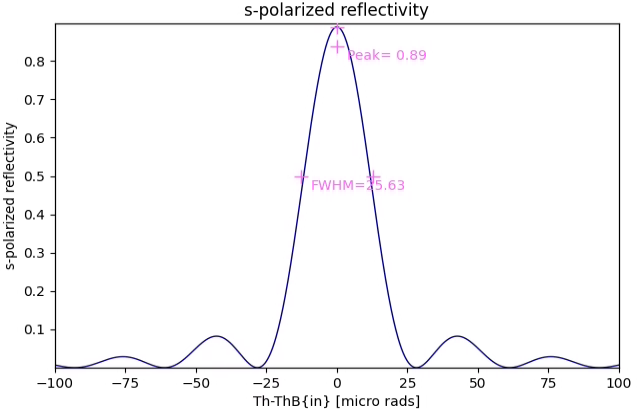 s-polarized reflectivity
Peak= 0.89
FWHM=25.63
s-polarized reflectivity
0.8
0.7
0.6
0.5
0.4
0.3
0.2
0.1
−100 −75 −50 −25 0 25 50 75 100
Th-ThB{in} [micro rads]